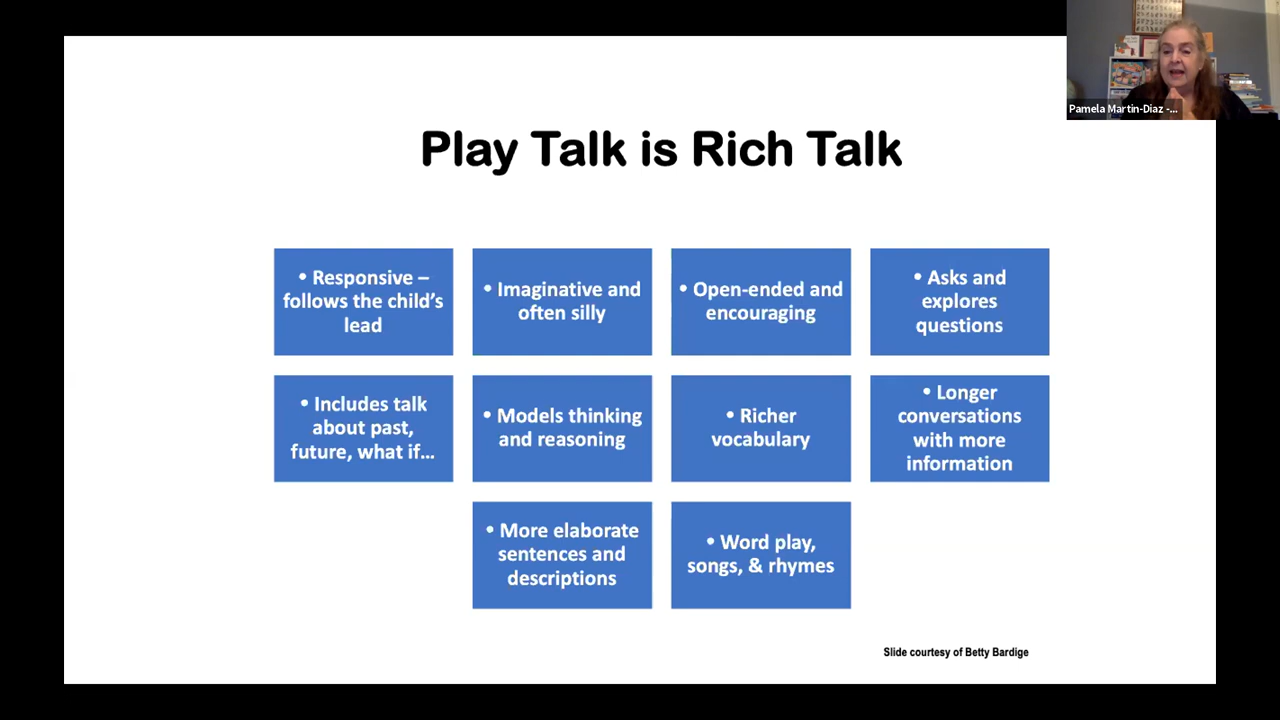 Pamela Martin-Diaz -...
Play Talk is Rich Talk
• Responsive –
follows the child's
lead
• Imaginative and
often silly
• Open-ended and
encouraging
• Asks and
explores
questions
• Includes talk
about past,
future, what if...
• Models thinking
and reasoning
• Richer
vocabulary
• Longer
conversations
with more
information
• More elaborate
sentences and
descriptions
• Word play,
songs, & rhymes
Slide courtesy of Betty Bardige